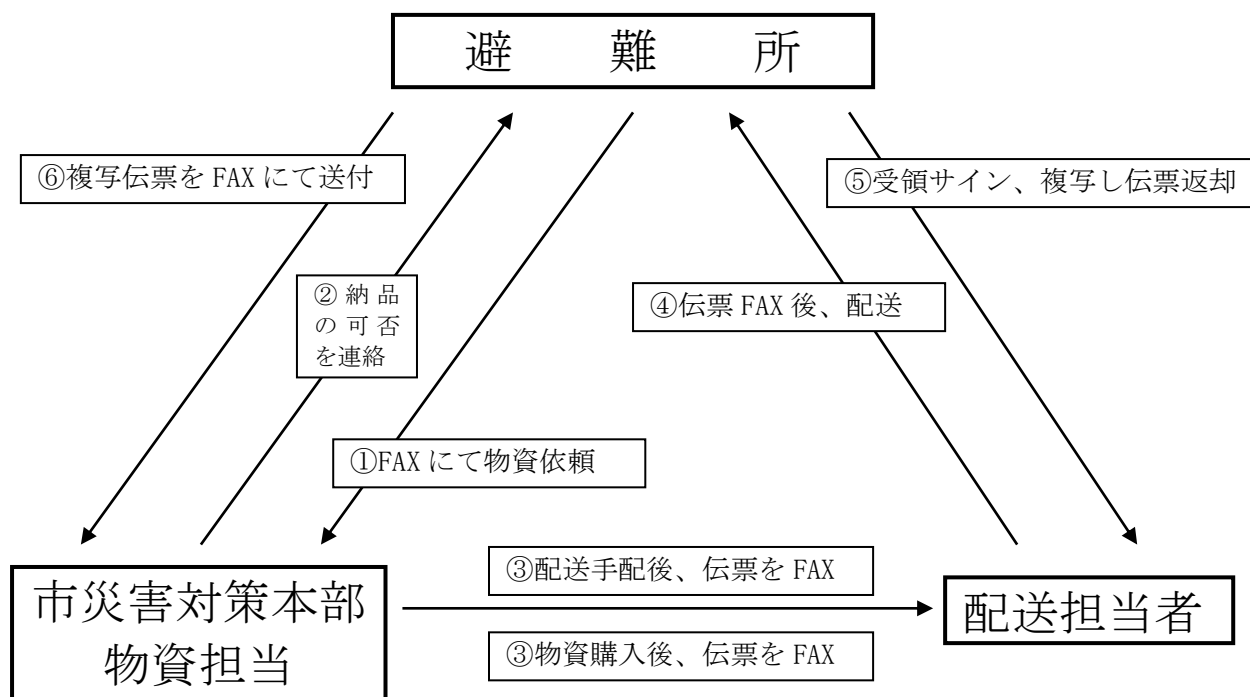 避難所
⑥複写伝票を FAX にて送付
⑤受領サイン、複写し伝票返却
②納品
の可否
を連絡
④伝票 FAX 後、配送
①FAX にて物資依頼
③配送手配後、伝票を FAX
市災害対策本部
物資担当
配送担当者
③物資購入後、伝票を FAX